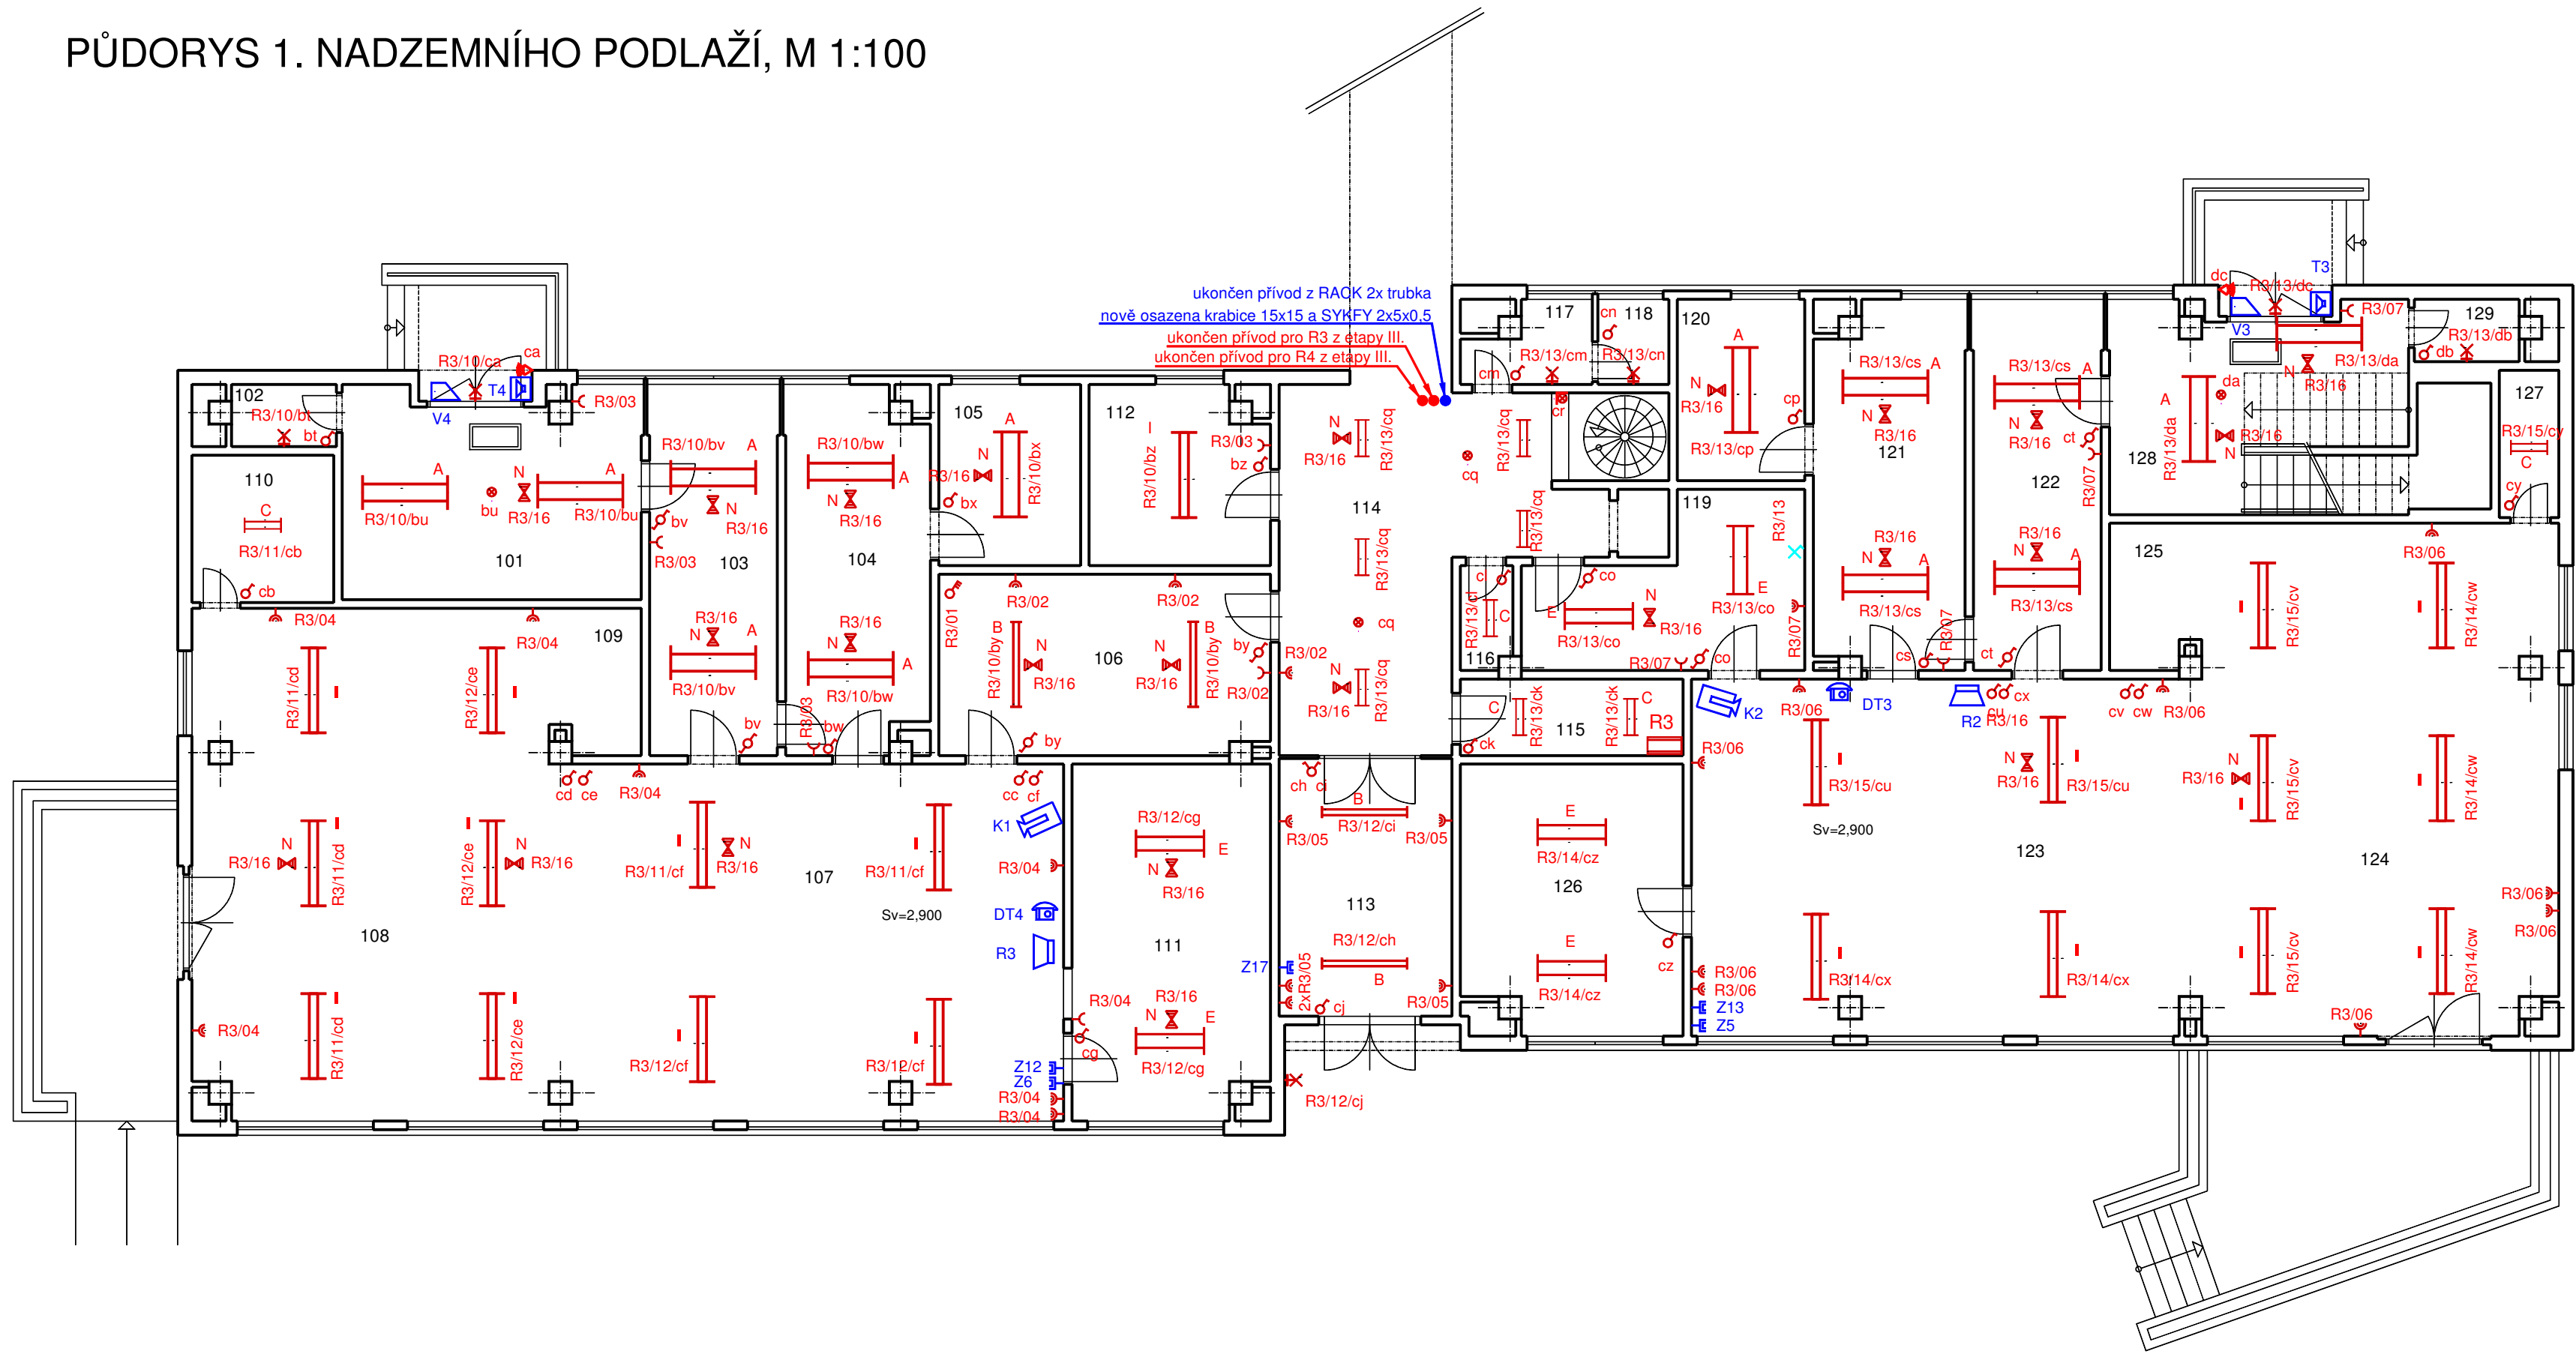 PŮDORYS 1. NADZEMNÍHO PODLAŽÍ, M 1:100
ukončen přívod z RACK 2x trubka
nově osazena krabice 15x15 a SYKFY 2x5x0,5
ukončen přívod pro R3 z etapy III.
ukončen přívod pro R4 z etapy III.
102
R3/10/bt
bt
R3/10/ca
ca
T4
V4
R3/03
110
C
R3/11/cb
cb
A
R3/10/bu
bu
N
R3/16
A
R3/10/bu
101
R3/10/bv
A
N
R3/16
bv
R3/03
103
R3/16
N
A
R3/10/bv
bv
R3/10/bw
A
N
R3/16
104
R3/16
N
A
R3/10/bw
R3/03
bw
105
A
N
R3/16
R3/10/bx
bx
112
I
R3/10/bz
R3/03
bz
R3/01
R3/02
R3/02
B
R3/10/by
N
R3/16
106
N
R3/16
B
R3/10/by
by
R3/02
R3/02
by
R3/04
R3/04
109
R3/11/cd
R3/12/ce
cd
ce
R3/04
cc
cf
K1
N
R3/16
R3/11/cd
R3/12/ce
N
R3/16
R3/11/cf
N
R3/16
107
R3/11/cf
R3/04
Sv=2,900
DT4
R3
108
R3/04
R3/11/cd
R3/12/ce
R3/12/cf
R3/12/cf
Z12
Z6
R3/04
R3/04
R3/12/cg
E
N
R3/16
111
R3/04
cg
R3/16
N
E
R3/12/cg
N
R3/16
R3/13/cq
R3/13/cq
cq
114
R3/13/cq
R3/13/cq
cq
N
R3/16
R3/13/cq
ch
ci
B
R3/12/ci
R3/05
R3/05
113
R3/12/ch
B
Z17
2xR3/05
cj
R3/05
R3/12/cj
117
cn
118
R3/13/cm
R3/13/cn
cm
cr
120
A
N
R3/16
R3/13/cp
cp
119
R3/13
E
R3/13/co
R3/07
co
E
R3/13/co
N
R3/16
R3/07
co
R3/13/cl
C
116
C
R3/13/ck
ck
115
R3/13/ck
C
R3
R3/13/cs
A
N
R3/16
121
R3/16
N
A
R3/13/cs
cs
R3/07
R3/13/cs
A
N
R3/16
ct
R3/07
122
R3/16
N
A
R3/13/cs
ct
dc
R3/13/dc
T3
V3
R3/07
129
R3/13/db
db
R3/13/da
N
R3/16
da
A
R3/13/da
R3/16
N
128
127
R3/15/cy
C
cy
125
R3/06
R3/15/cv
R3/14/cw
K2
R3/06
DT3
R2
cu
cx
R3/16
cv
cw
R3/06
R3/06
R3/15/cu
N
R3/16
R3/15/cu
N
R3/16
R3/15/cv
R3/14/cw
Sv=2,900
123
124
E
R3/14/cz
126
E
R3/14/cz
cz
R3/06
R3/06
Z13
Z5
R3/14/cx
R3/14/cx
R3/15/cv
R3/14/cw
R3/06
R3/06
R3/06